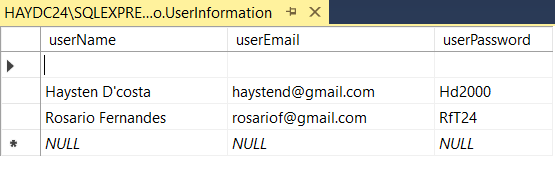 HAYDC24\SQLEXPRE...o.UserInformation
userName userEmail userPassword
Haysten D'costa haystend@gmail.com Hd2000
Rosario Fernandes rosariof@gmail.com RfT24
* NULL NULL NULL